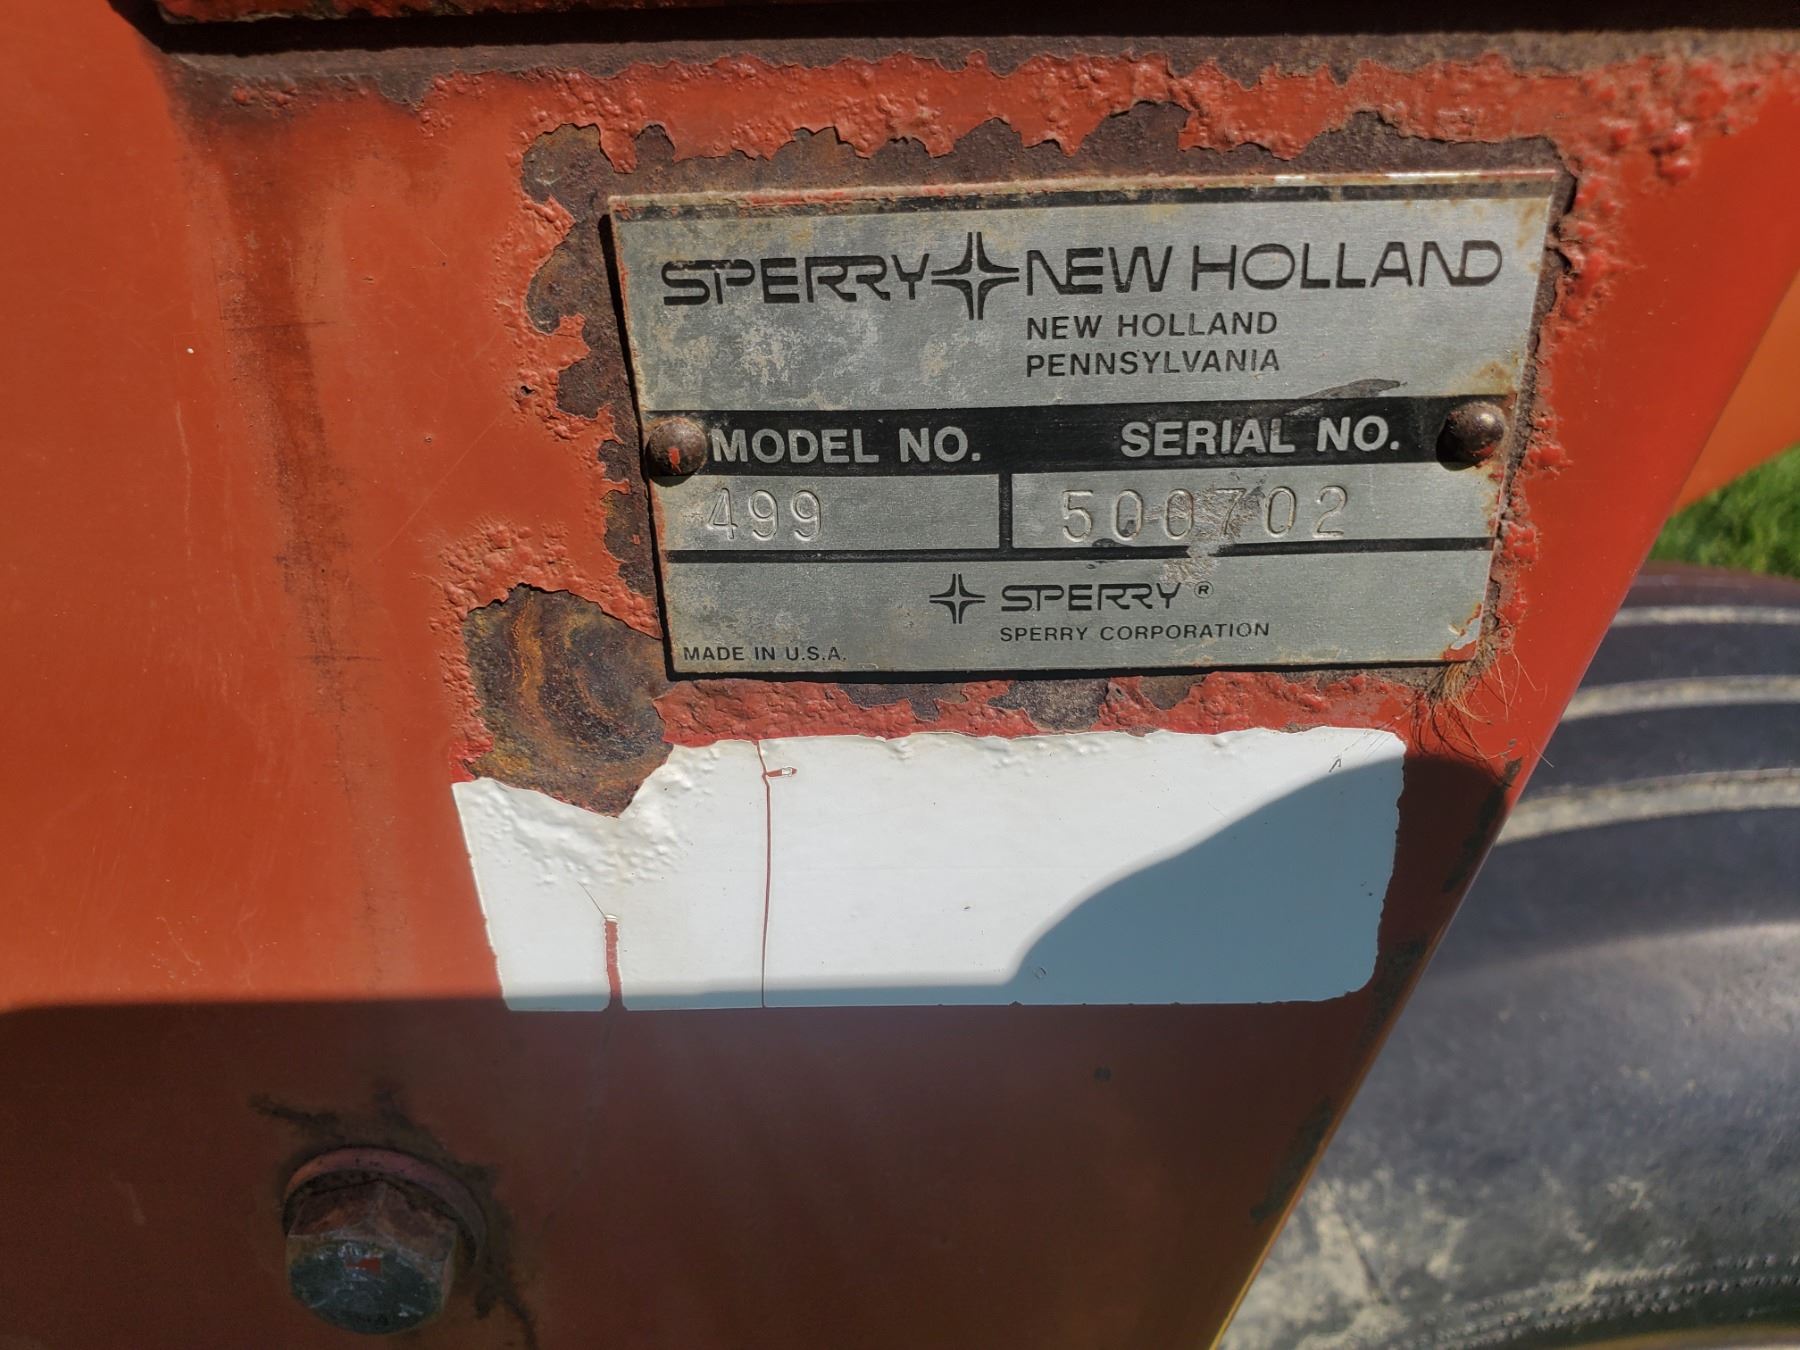 SPERRY NEW HOLLAND
NEW HOLLAND
PENNSYLVANIA
MODEL NO. SERIAL NO.
499 500702
SPERRY ®
SPERRY CORPORATION
MADE IN U.S.A.